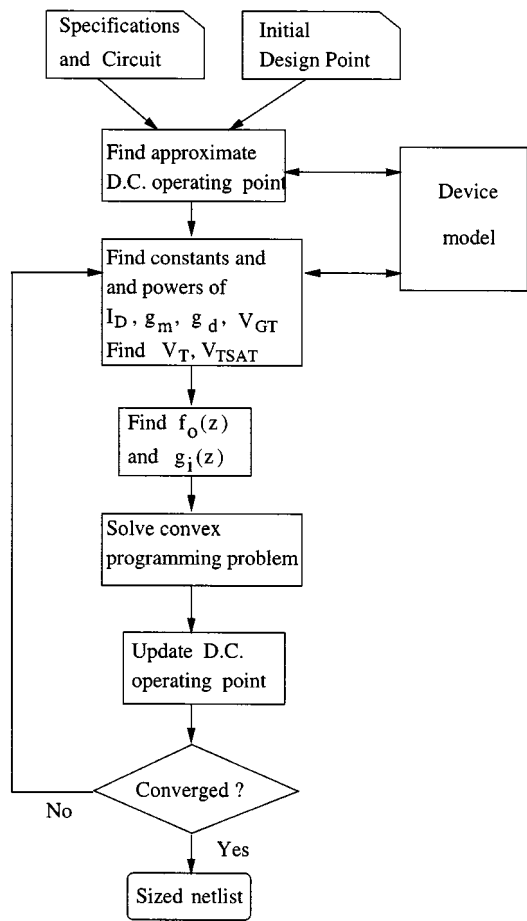 Specifications
and Circuit
Initial
Design Point
Find approximate
D.C. operating point
Device
model
Find constants and
and powers of
I_D , g_m , g_d , V_GT
Find V_T , V_TSAT
Find f_o(z)
and g_i(z)
Solve convex
programming problem
Update D.C.
operating point
Converged ?
No
Yes
Sized netlist